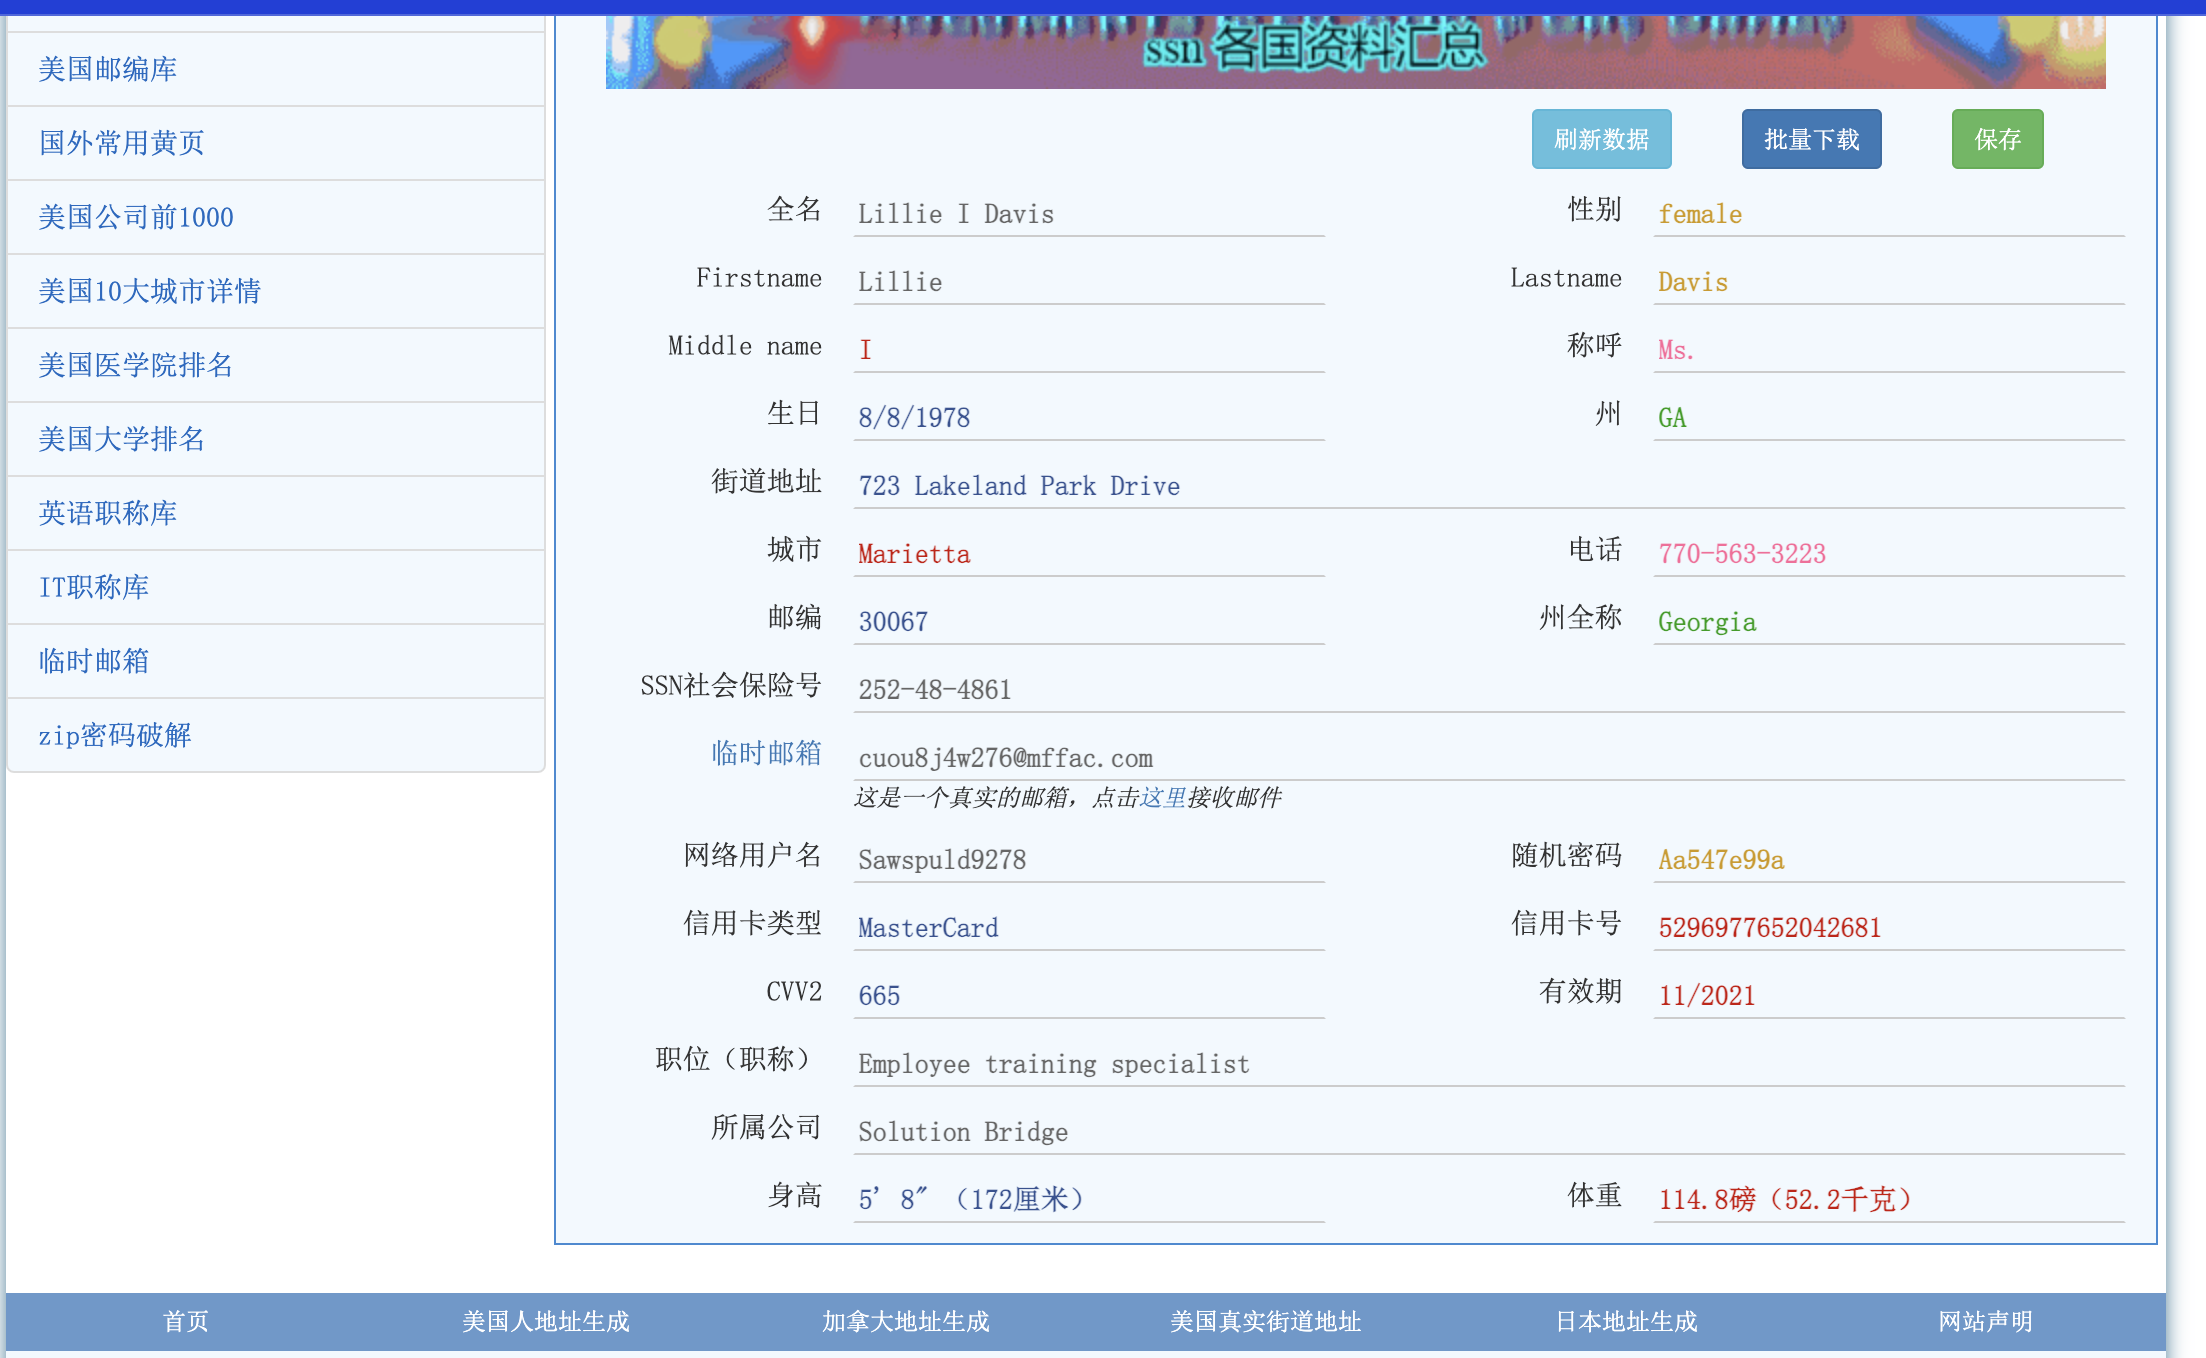 ssn 各国资料汇总
美国邮编库
国外常用黄页
美国公司前1000
美国10大城市详情
美国医学院排名
美国大学排名
英语职称库
IT职称库
临时邮箱
zip密码破解
刷新数据 批量下载 保存
全名 Lillie I Davis 性别 female
Firstname Lillie Lastname Davis
Middle name I 称呼 Ms.
生日 8/8/1978 州 GA
街道地址 723 Lakeland Park Drive
城市 Marietta 电话 770-563-3223
邮编 30067 州全称 Georgia
SSN社会保险号 252-48-4861
临时邮箱 cuou8j4w276@mffac.com
这是一个真实的邮箱，点击这里接收邮件
网络用户名 Sawspuld9278 随机密码 Aa547e99a
信用卡类型 MasterCard 信用卡号 5296977652042681
CVV2 665 有效期 11/2021
职位（职称） Employee training specialist
所属公司 Solution Bridge
身高 5' 8" （172厘米） 体重 114.8磅（52.2千克）
首页 美国人地址生成 加拿大地址生成 美国真实街道地址 日本地址生成 网站声明